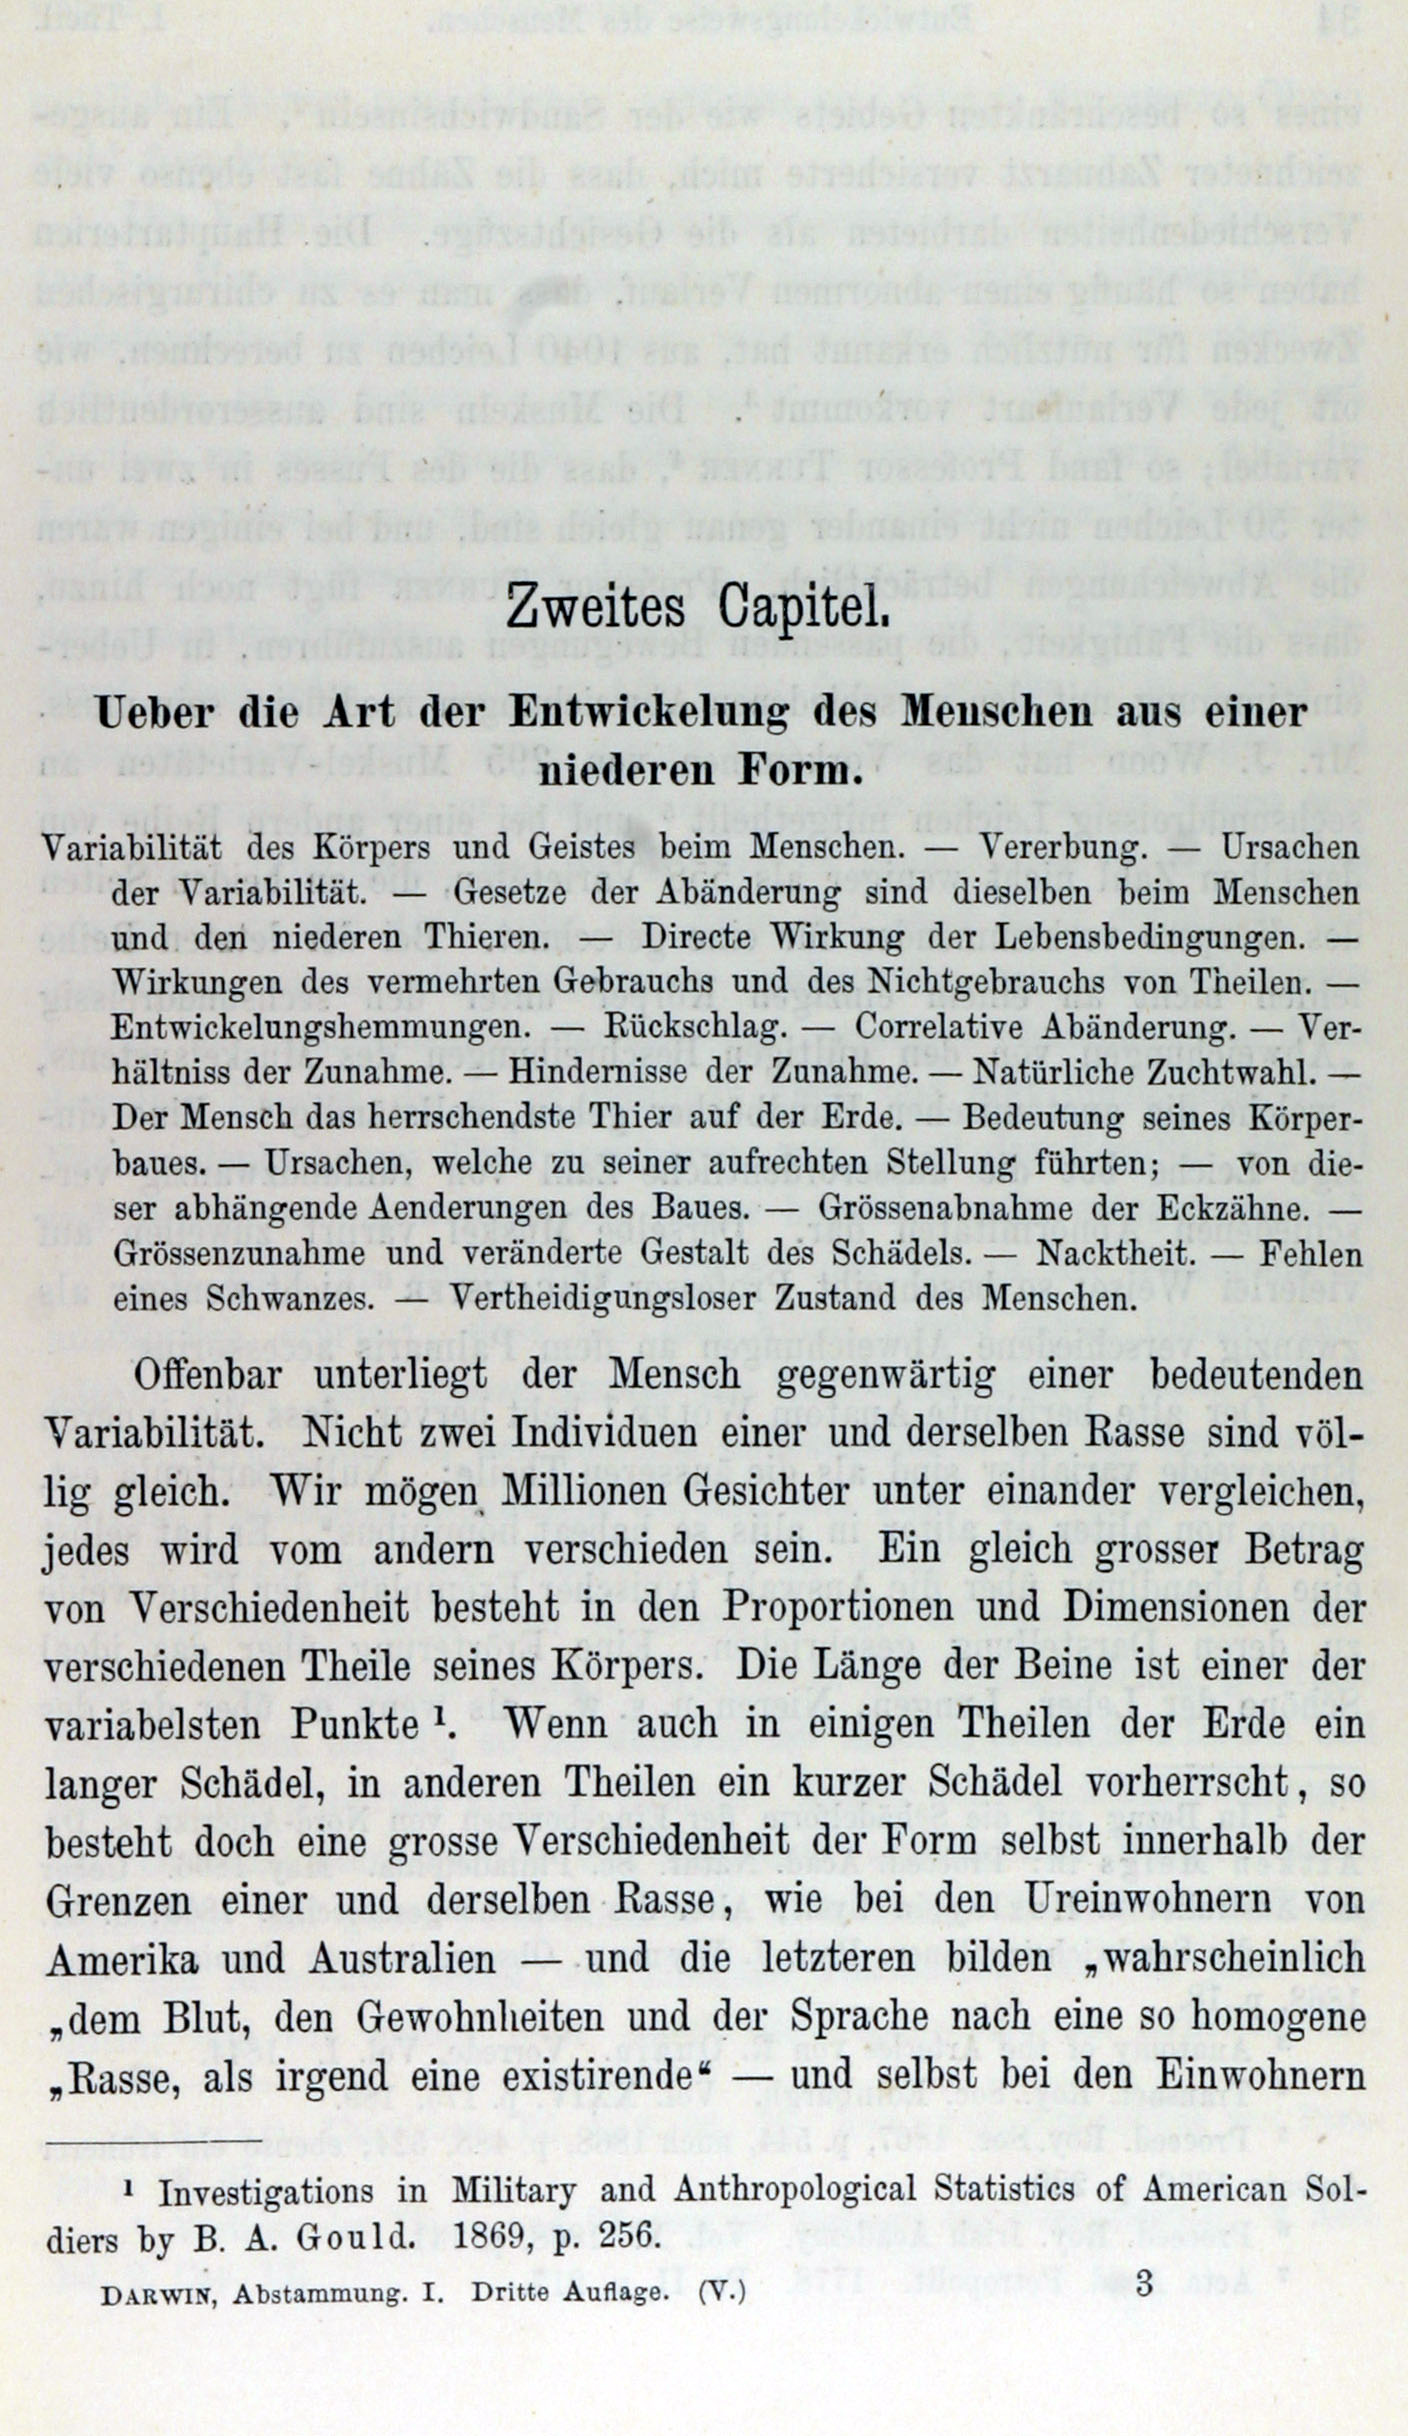 Zweites Capitel.
Ueber die Art der Entwickelung des Menschen aus einer
niederen Form.
Variabilität des Körpers und Geistes beim Menschen. — Vererbung. — Ursachen
der Variabilität. — Gesetze der Abänderung sind dieselben beim Menschen
und den niederen Thieren. — Directe Wirkung der Lebensbedingungen. —
Wirkungen des vermehrten Gebrauchs und des Nichtgebrauchs von Theilen. —
Entwickelungshemmungen. — Rückschlag. — Correlative Abänderung. — Ver-
hältniss der Zunahme. — Hindernisse der Zunahme. — Natürliche Zuchtwahl. —
Der Mensch das herrschendste Thier auf der Erde. — Bedeutung seines Körper-
baues. — Ursachen, welche zu seiner aufrechten Stellung führten; — von die-
ser abhängende Aenderungen des Baues. — Grössenabnahme der Eckzähne. —
Grössenzunahme und veränderte Gestalt des Schädels. — Nacktheit. — Fehlen
eines Schwanzes. — Vertheidigungsloser Zustand des Menschen.
Offenbar unterliegt der Mensch gegenwärtig einer bedeutenden
Variabilität. Nicht zwei Individuen einer und derselben Rasse sind völ-
lig gleich. Wir mögen Millionen Gesichter unter einander vergleichen,
jedes wird vom andern verschieden sein. Ein gleich grosser Betrag
von Verschiedenheit besteht in den Proportionen und Dimensionen der
verschiedenen Theile seines Körpers. Die Länge der Beine ist einer der
variabelsten Punkte ¹. Wenn auch in einigen Theilen der Erde ein
langer Schädel, in anderen Theilen ein kurzer Schädel vorherrscht, so
besteht doch eine grosse Verschiedenheit der Form selbst innerhalb der
Grenzen einer und derselben Rasse, wie bei den Ureinwohnern von
Amerika und Australien — und die letzteren bilden „wahrscheinlich
„dem Blut, den Gewohnheiten und der Sprache nach eine so homogene
„Rasse, als irgend eine existirende“ — und selbst bei den Einwohnern
¹ Investigations in Military and Anthropological Statistics of American Sol-
diers by B. A. Gould. 1869, p. 256.
DARWIN, Abstammung. I. Dritte Auflage. (V.) 3